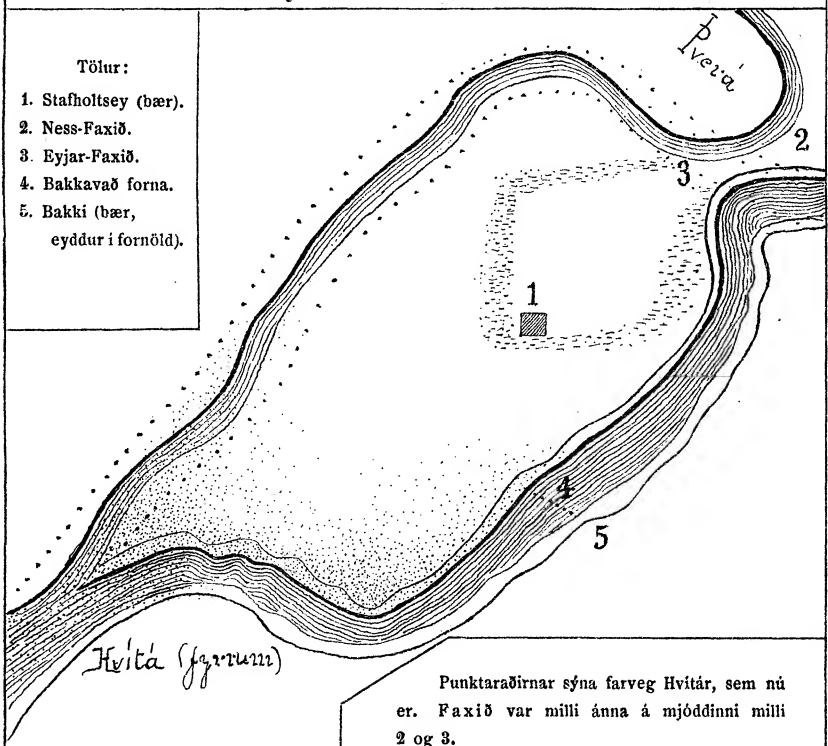 Þverá
Tölur:
1. Stafholtsey (bær).
2. Ness-Faxið.
3. Eyjar-Faxið.
4. Bakkavað forna.
5. Bakki (bær,
eyddur í fornöld).
2
3
1
4
5
Hvítá (fyrrum)
Punktaraðirnar sýna farveg Hvítár, sem nú
er. Faxið var milli ánna á mjóddinni milli
2 og 3.